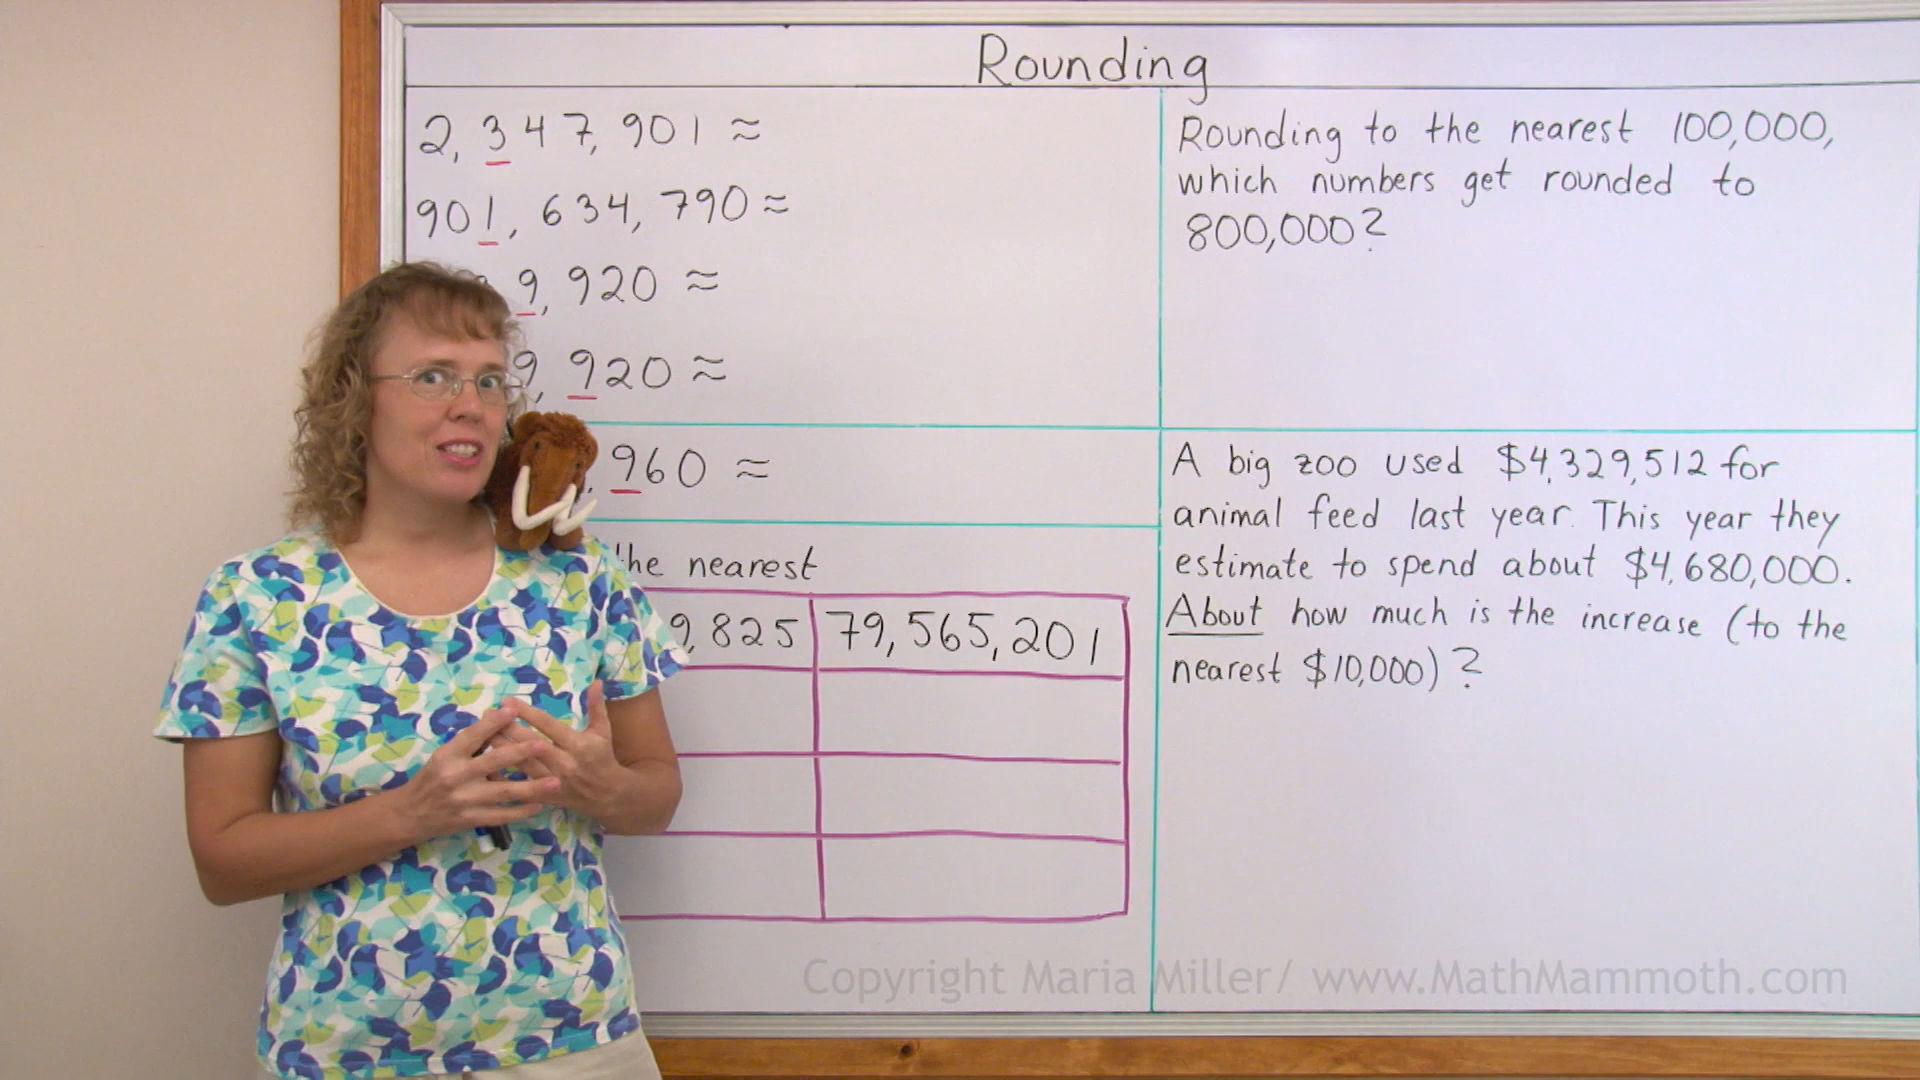 Rounding
2,347,901 ≈
901,634,790 ≈
9,920 ≈
9,920 ≈
,960 ≈
the nearest
9,825
79,565,201
Rounding to the nearest 100,000,
which numbers get rounded to
800,000?
A big zoo used $4,329,512 for
animal feed last year. This year they
estimate to spend about $4,680,000.
About how much is the increase (to the
nearest $10,000)?
Copyright Maria Miller/ www.MathMammoth.com